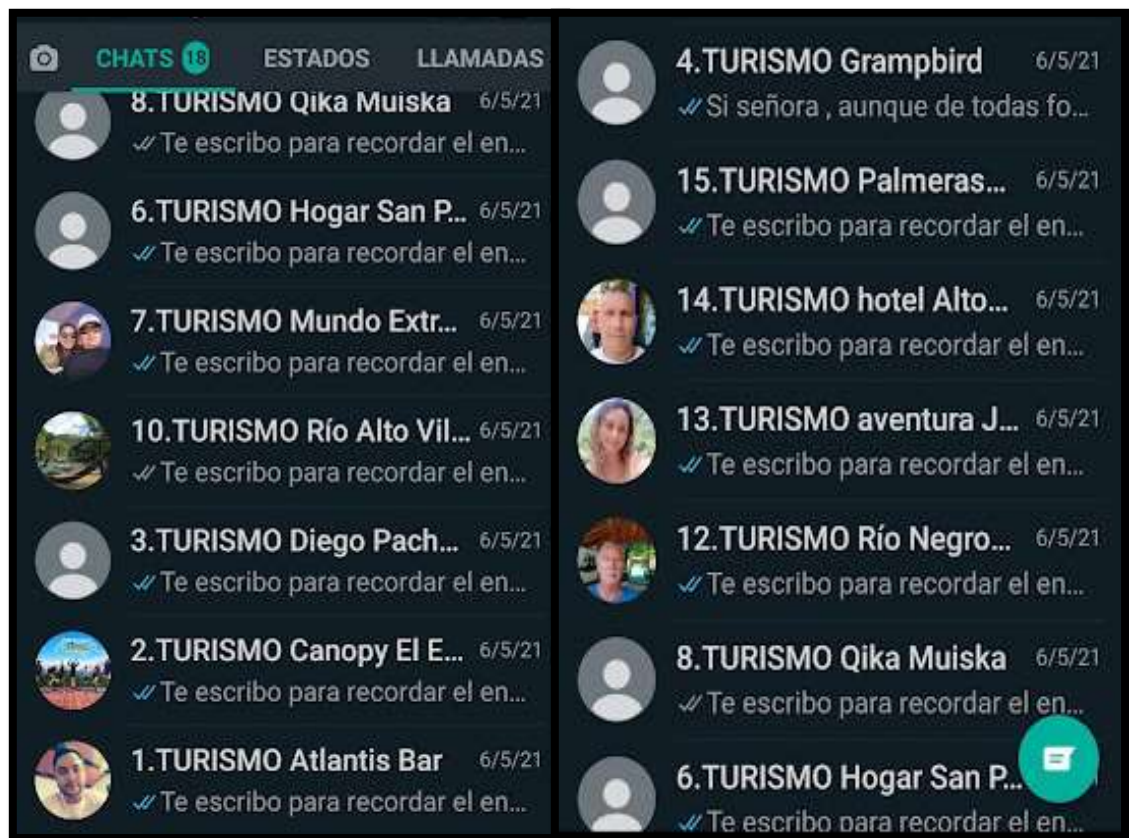 CHATS 18 ESTADOS LLAMADAS
8.TURISMO Qika Muiska 6/5/21
Te escribo para recordar el en...
6.TURISMO Hogar San P... 6/5/21
Te escribo para recordar el en...
7.TURISMO Mundo Extr... 6/5/21
Te escribo para recordar el en...
10.TURISMO Río Alto Vil... 6/5/21
Te escribo para recordar el en...
3.TURISMO Diego Pach... 6/5/21
Te escribo para recordar el en...
2.TURISMO Canopy El E... 6/5/21
Te escribo para recordar el en...
1.TURISMO Atlantis Bar 6/5/21
Te escribo para recordar el en...
4.TURISMO Grampbird 6/5/21
Si señora , aunque de todas fo...
15.TURISMO Palmeras... 6/5/21
Te escribo para recordar el en...
14.TURISMO hotel Alto... 6/5/21
Te escribo para recordar el en...
13.TURISMO aventura J... 6/5/21
Te escribo para recordar el en...
12.TURISMO Río Negro... 6/5/21
Te escribo para recordar el en...
8.TURISMO Qika Muiska 6/5/21
Te escribo para recordar el en...
6.TURISMO Hogar San P...
Te escribo para recordar el en...